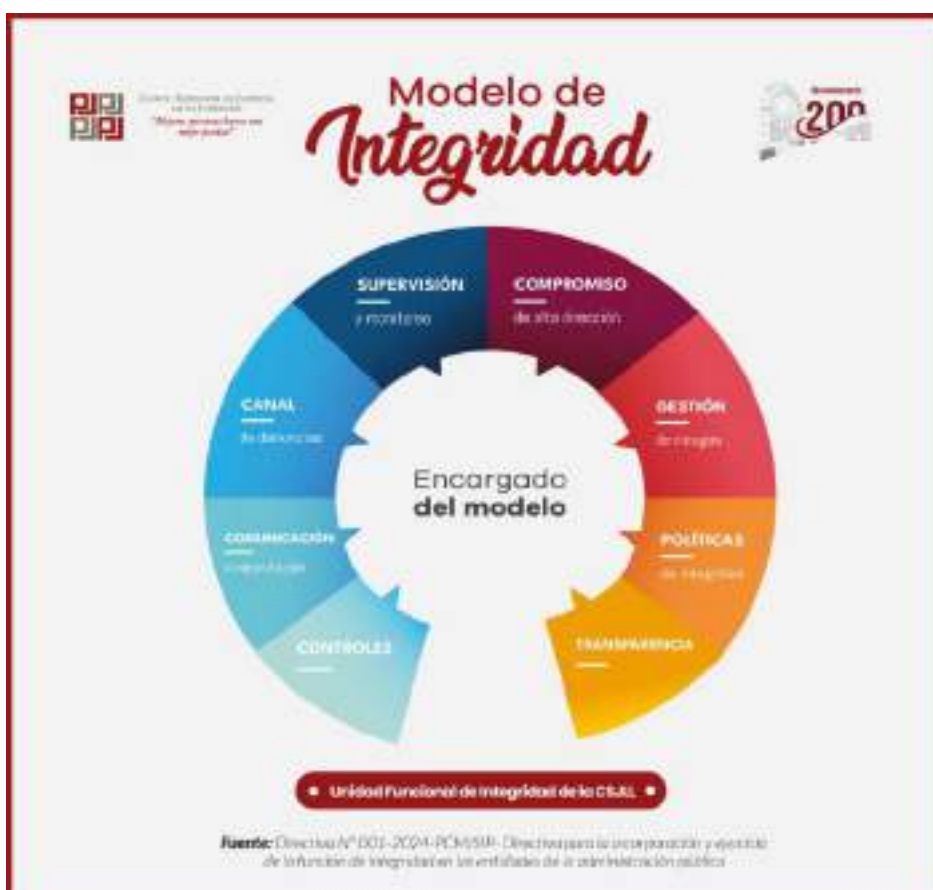 Modelo de
Integridad
200
SUPERVISIÓN
y monitoreo
COMPROMISO
de alta dirección
CANAL
de denuncias
GESTIÓN
de riesgos
Encargado
del modelo
COMUNICACIÓN
POLÍTICAS
de integridad
CONTROLES
TRANSPARENCIA
Unidad Funcional de Integridad de la CSJLL
Fuente: Directiva N° 001-2024-PCM/SIP- Directiva para la incorporación y ejercicio
de la función de integridad en las entidades de la administración pública